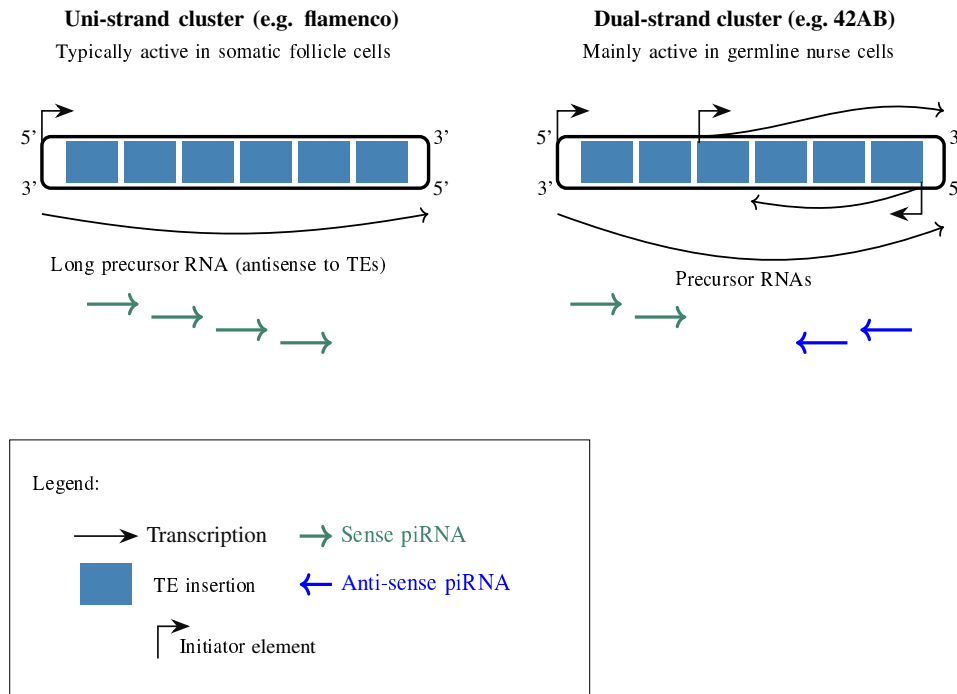 Uni-strand cluster (e.g. flamenco)
Typically active in somatic follicle cells
5’
3’
3’
5’
Long precursor RNA (antisense to TEs)
Dual-strand cluster (e.g. 42AB)
Mainly active in germline nurse cells
5’
3’
3’
5’
Precursor RNAs
Legend:
Transcription
Sense piRNA
TE insertion
Anti-sense piRNA
Initiator element